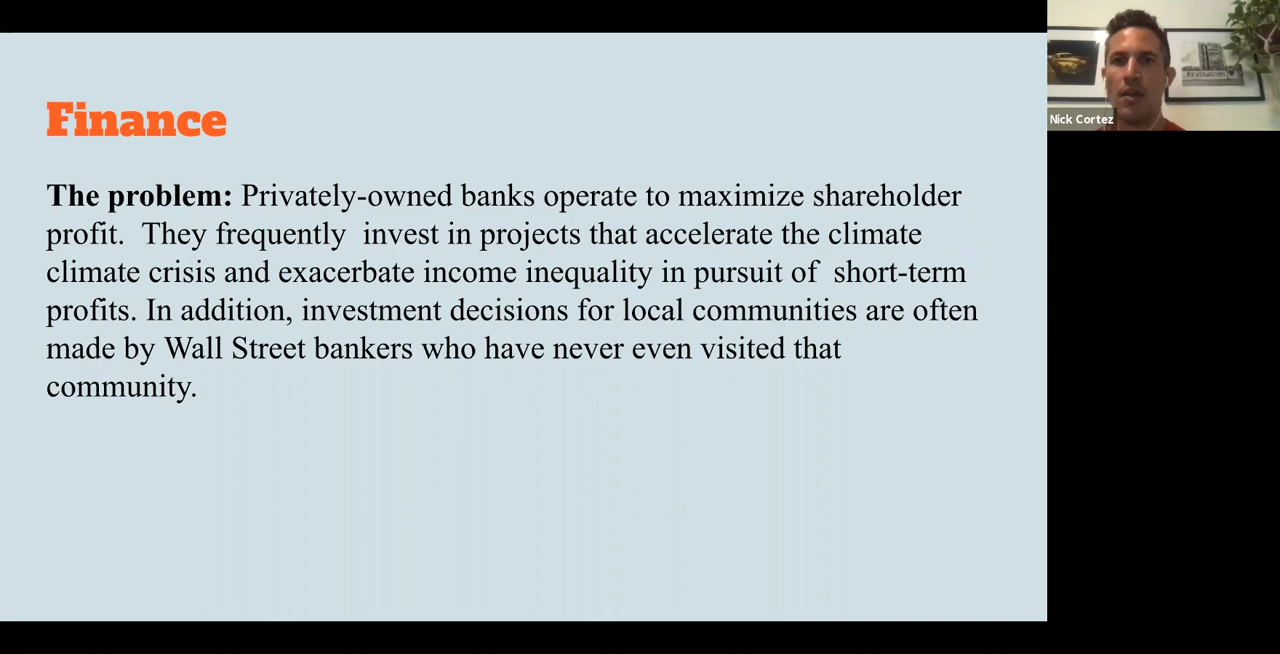 Finance
The problem: Privately-owned banks operate to maximize shareholder
profit.  They frequently  invest in projects that accelerate the climate
climate crisis and exacerbate income inequality in pursuit of  short-term
profits. In addition, investment decisions for local communities are often
made by Wall Street bankers who have never even visited that
community.
Nick Cortez